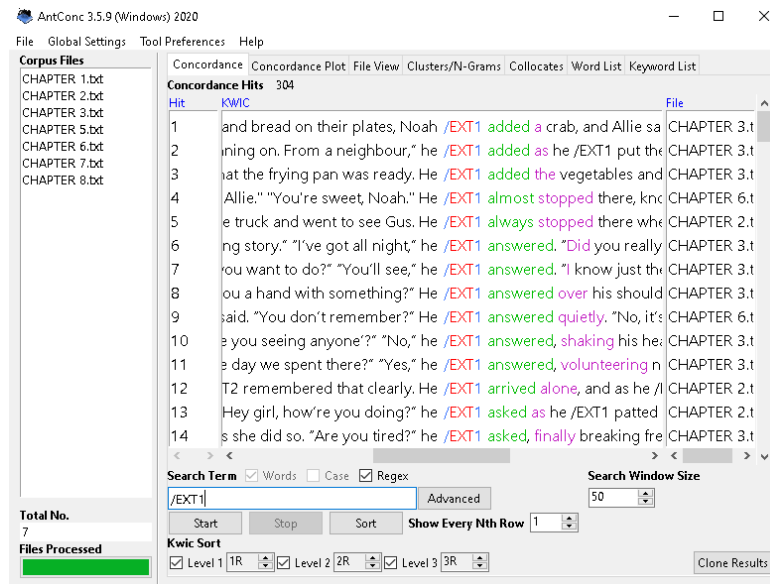 AntConc 3.5.9 (Windows) 2020
File Global Settings Tool Preferences Help
Corpus Files
CHAPTER 1.txt
CHAPTER 2.txt
CHAPTER 3.txt
CHAPTER 5.txt
CHAPTER 6.txt
CHAPTER 7.txt
CHAPTER 8.txt
Total No.
7
Files Processed
Concordance Concordance Plot File View Clusters/N-Grams Collocates Word List Keyword List
Concordance Hits 304
Hit KWIC File
1 and bread on their plates, Noah /EXT1 added a crab, and Allie sa CHAPTER 3.t
2 ning on. From a neighbour,“ he /EXT1 added as he /EXT1 put the CHAPTER 3.t
3 at the frying pan was ready. He /EXT1 added the vegetables and CHAPTER 3.t
4 Allie." "You're sweet, Noah." He /EXT1 almost stopped there, kno CHAPTER 6.t
5 e truck and went to see Gus. He /EXT1 always stopped there whe CHAPTER 2.t
6 ng story.“ “I’ve got all night,“ he /EXT1 answered. “Did you really CHAPTER 3.t
7 you want to do?“ “You’ll see,“ he /EXT1 answered. “I know just the CHAPTER 3.t
8 ou a hand with something?“ He /EXT1 answered over his should CHAPTER 3.t
9 said. “You don’t remember?“ He /EXT1 answered quietly. “No, it’s CHAPTER 6.t
10 e you seeing anyone’?“ “No,“ he /EXT1 answered, shaking his hea CHAPTER 3.t
11 e day we spent there?“ “Yes,“ he /EXT1 answered, volunteering n CHAPTER 3.t
12 T2 remembered that clearly. He /EXT1 arrived alone, and as he /I CHAPTER 2.t
13 Hey girl, how’re you doing?“ he /EXT1 asked as he /EXT1 patted CHAPTER 2.t
14 s she did so. “Are you tired?“ he /EXT1 asked, finally breaking fre CHAPTER 3.t
Search Term Words Case Regex Search Window Size
/EXT1 Advanced 50
Start Stop Sort Show Every Nth Row 1
Kwic Sort
Level 1 1R Level 2 2R Level 3 3R Clone Results